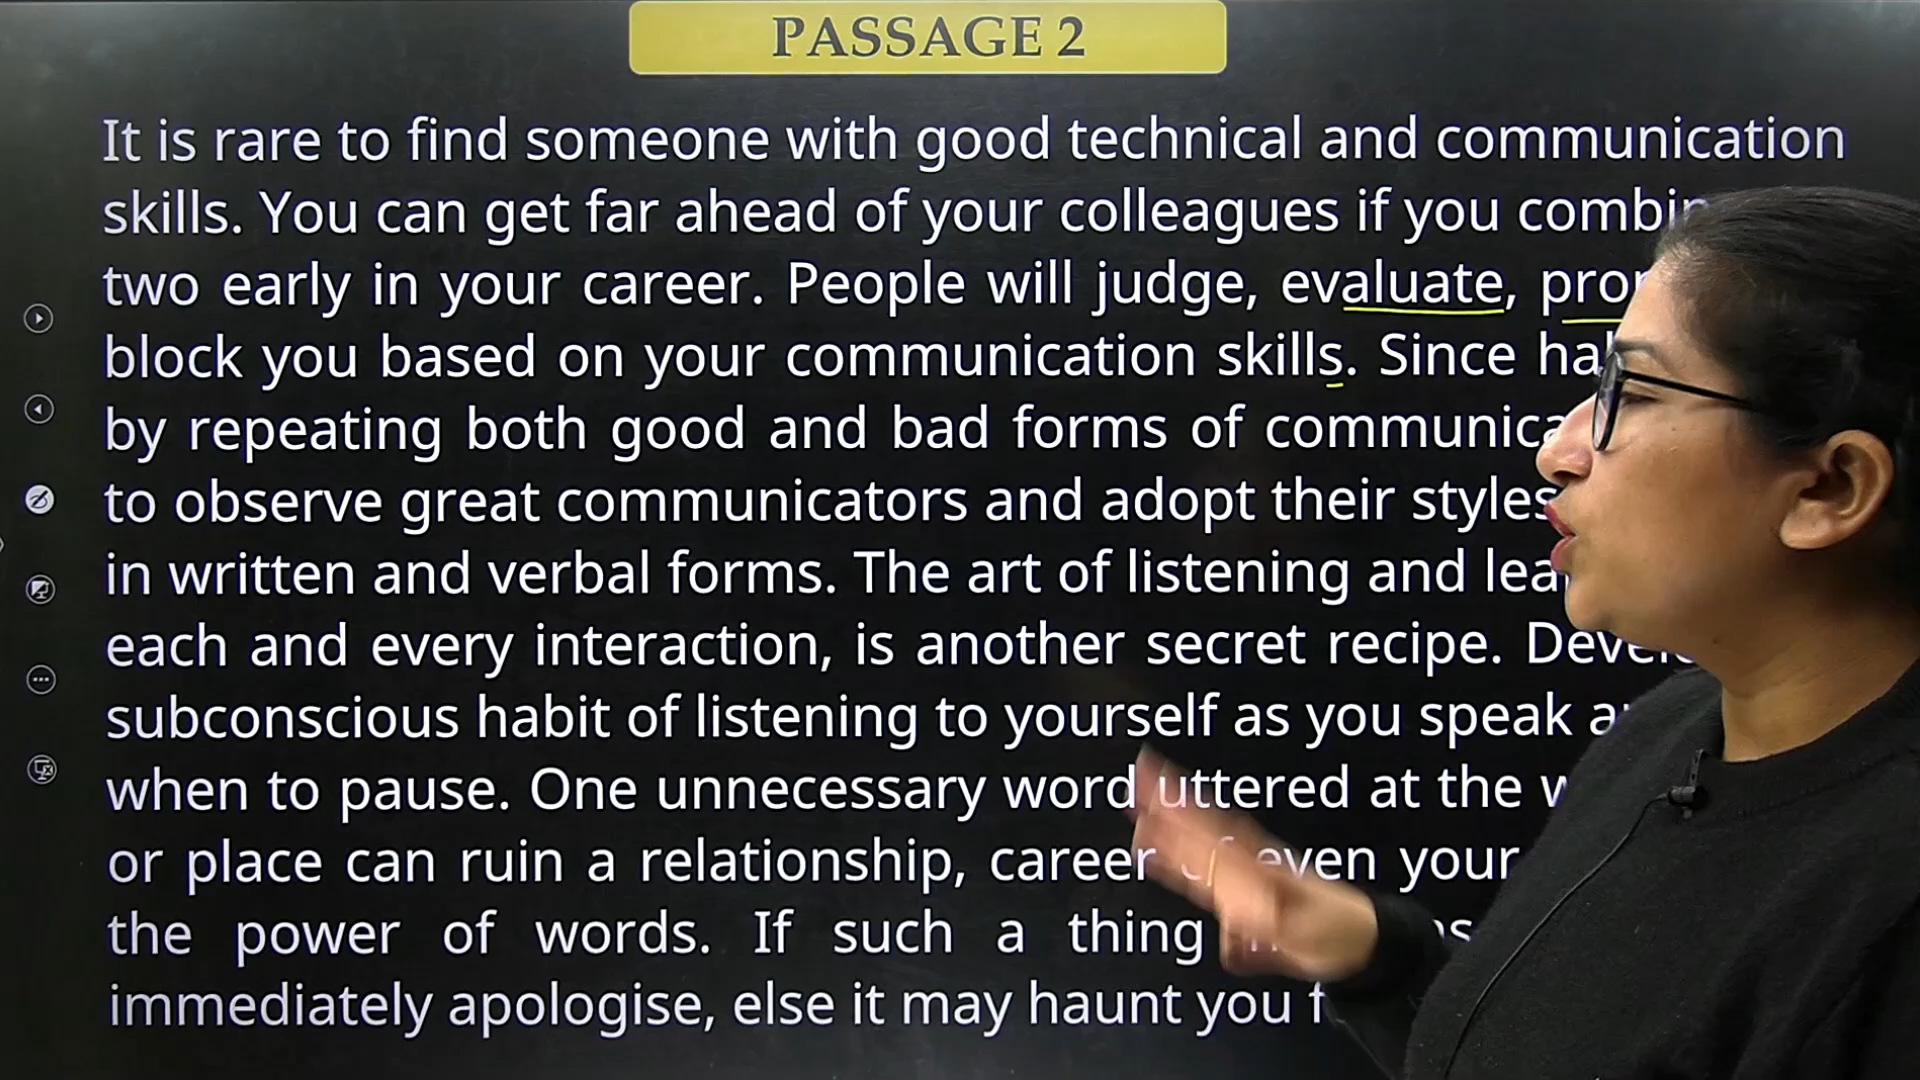 PASSAGE 2
It is rare to find someone with good technical and communication
skills. You can get far ahead of your colleagues if you
two early in your career. People will judge, evaluate,
block you based on your communication skills. Since
by repeating both good and bad forms of
to observe great communicators and adopt their styles
in written and verbal forms. The art of listening and
each and every interaction, is another secret recipe.
subconscious habit of listening to yourself as you speak
when to pause. One unnecessary word uttered at the
or place can ruin a relationship, career even your
the power of words. If such a thing
immediately apologise, else it may haunt you